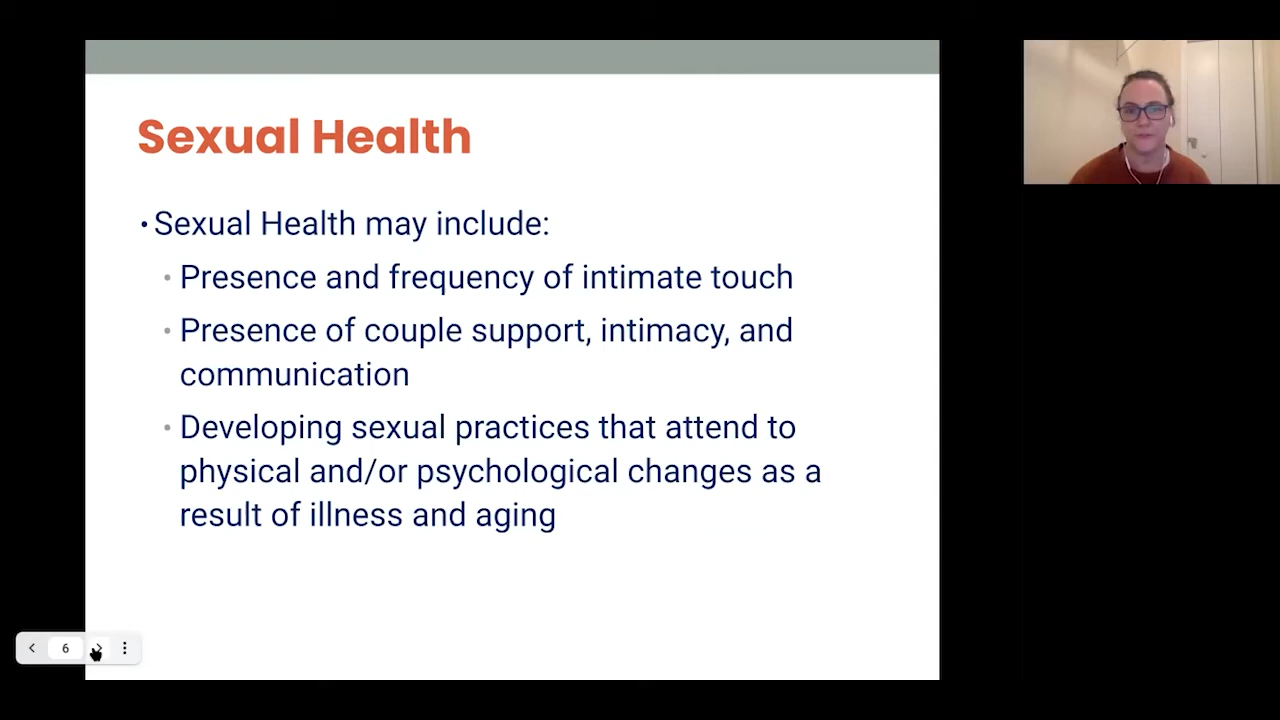 Sexual Health
• Sexual Health may include:
• Presence and frequency of intimate touch
• Presence of couple support, intimacy, and
communication
• Developing sexual practices that attend to
physical and/or psychological changes as a
result of illness and aging
6